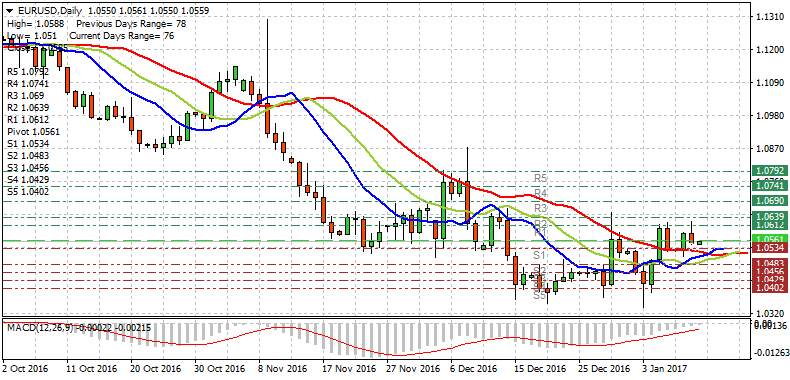 EURUSD,Daily 1.0550 1.0561 1.0550 1.0559
High= 1.0588 Previous Days Range= 78
Low= 1.051 Current Days Range= 76
R5 1.0792
R4 1.0741
R3 1.069
R2 1.0639
R1 1.0612
Pivot 1.0561
S1 1.0534
S2 1.0483
S3 1.0456
S4 1.0429
S5 1.0402
R5
R4
R3
R2
S1
S5
1.1310
1.1200
1.1090
1.0980
1.0870
1.0792
1.0741
1.0690
1.0639
1.0612
1.0561
1.0534
1.0483
1.0456
1.0429
1.0402
1.0320
MACD(12,26,9) -0.00022 -0.00215
-0.01263
2 Oct 2016
11 Oct 2016
20 Oct 2016
30 Oct 2016
8 Nov 2016
17 Nov 2016
27 Nov 2016
6 Dec 2016
15 Dec 2016
25 Dec 2016
3 Jan 2017